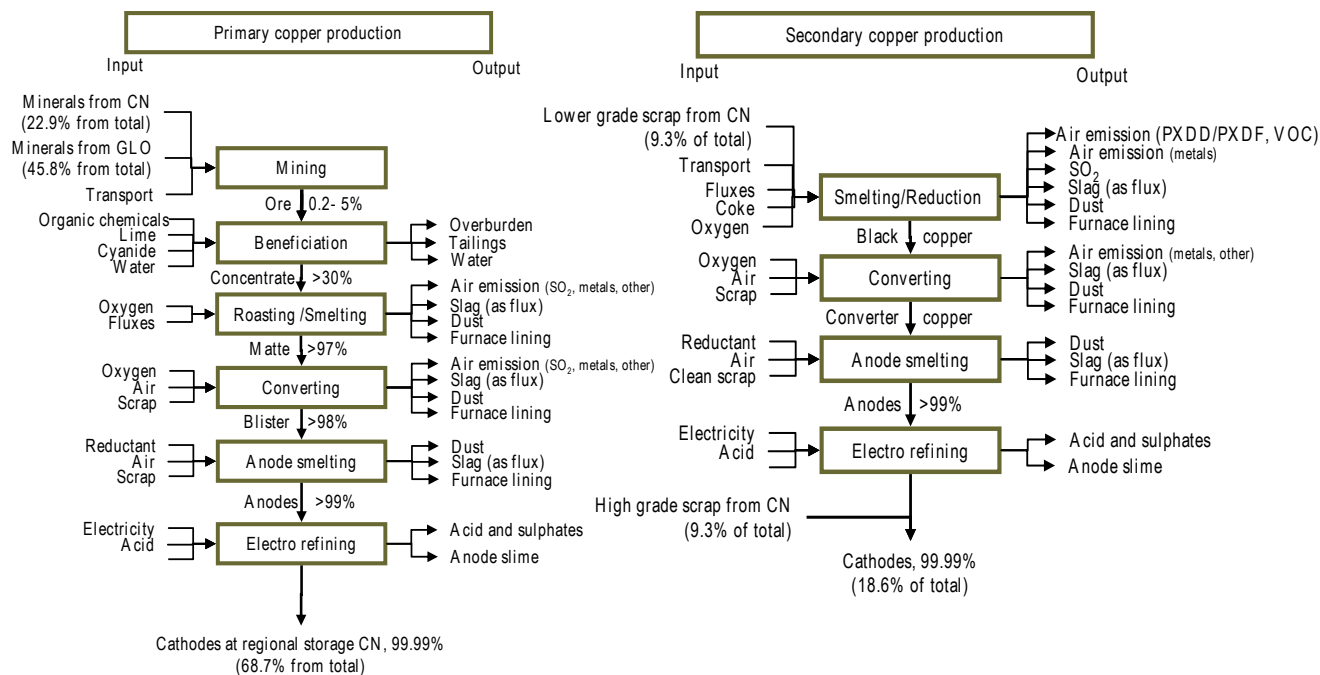 Primary copper production
Input
Output
Minerals from CN
(22.9% from total)
Minerals from GLO
(45.8% from total)
Transport
Mining
Ore 0.2- 5%
Organic chemicals
Lime
Cyanide
Water
Beneficiation
Overburden
Tailings
Water
Concentrate >30%
Oxygen
Fluxes
Roasting /Smelting
Air emission (SO2, metals, other)
Slag (as flux)
Dust
Furnace lining
Matte >97%
Oxygen
Air
Scrap
Converting
Air emission (SO2, metals, other)
Slag (as flux)
Dust
Furnace lining
Blister >98%
Reductant
Air
Scrap
Anode smelting
Dust
Slag (as flux)
Furnace lining
Anodes >99%
Electricity
Acid
Electro refining
Acid and sulphates
Anode slime
Cathodes at regional storage CN, 99.99%
(68.7% from total)
Secondary copper production
Input
Output
Lower grade scrap from CN
(9.3% of total)
Transport
Fluxes
Coke
Oxygen
Smelting/Reduction
Air emission (PXDD/PXDF, VOC)
Air emission (metals)
SO2
Slag (as flux)
Dust
Furnace lining
Black copper
Oxygen
Air
Scrap
Converting
Air emission (metals, other)
Slag (as flux)
Dust
Furnace lining
Converter copper
Reductant
Air
Clean scrap
Anode smelting
Dust
Slag (as flux)
Furnace lining
Anodes >99%
Electricity
Acid
Electro refining
Acid and sulphates
Anode slime
High grade scrap from CN
(9.3% of total)
Cathodes, 99.99%
(18.6% of total)